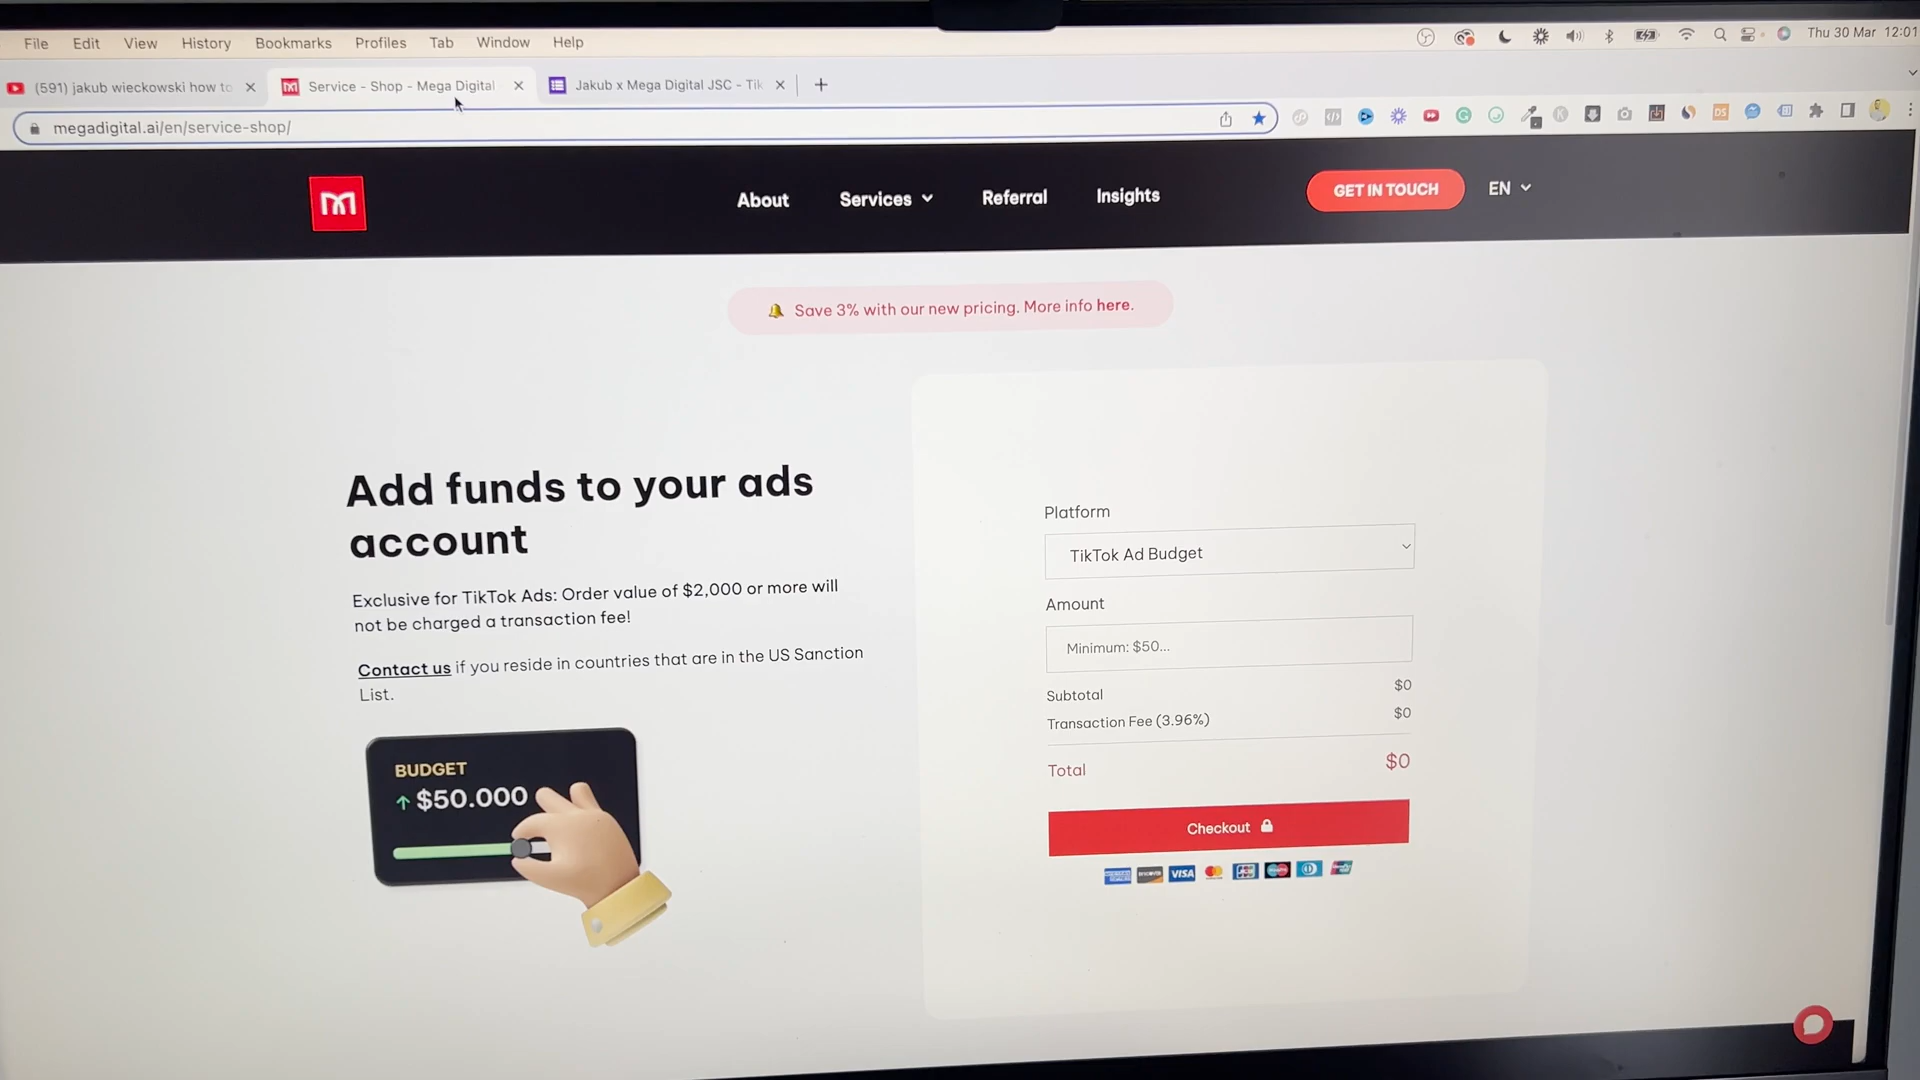 File Edit View History Bookmarks Profiles Tab Window Help
Thu 30 Mar 12:01
(591) jakub wieckowski how to
Service - Shop - Mega Digital
Jakub x Mega Digital JSC - Tik
megadigital.ai/en/service-shop/
About Services Referral Insights
GET IN TOUCH
EN
Save 3% with our new pricing. More info here.
Add funds to your ads
account
Exclusive for TikTok Ads: Order value of $2,000 or more will
not be charged a transaction fee!
Contact us if you reside in countries that are in the US Sanction
List.
BUDGET
$50.000
Platform
TikTok Ad Budget
Amount
Minimum: $50...
Subtotal $0
Transaction Fee (3.96%) $0
Total $0
Checkout
VISA